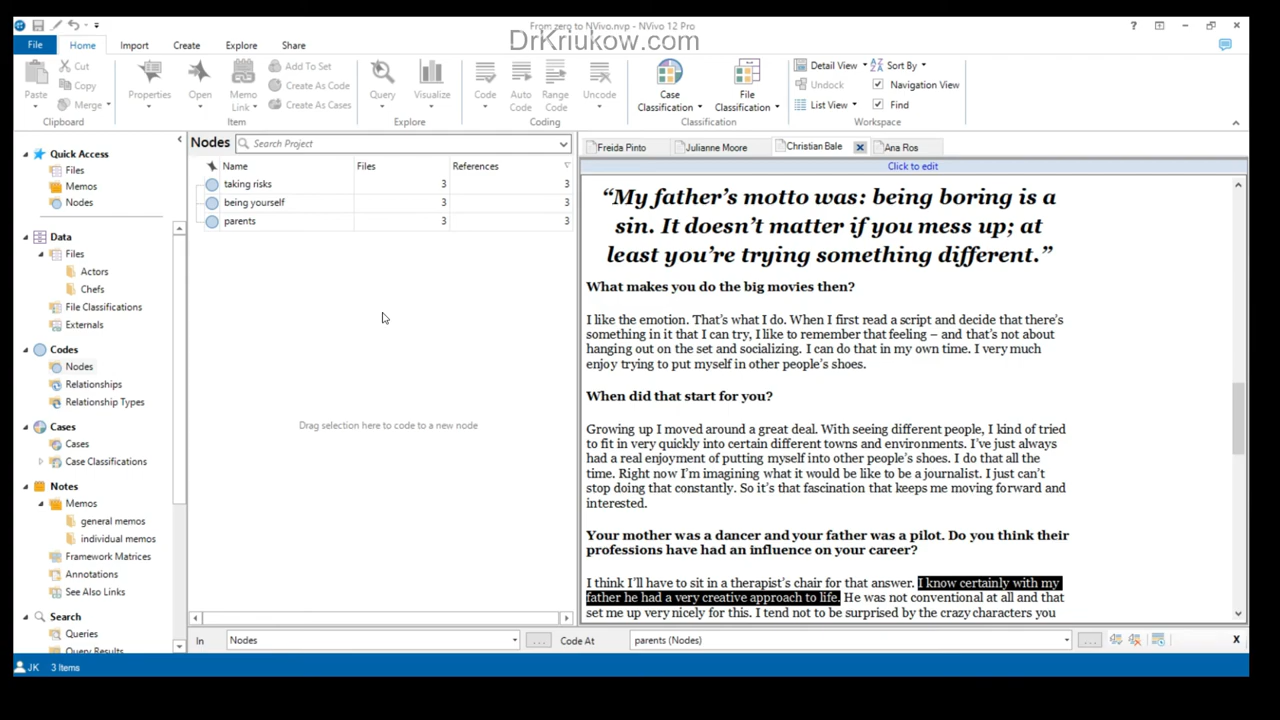 From zero to NVivo.nvp - NVivo 12 Pro
DrKriukow.com
File Home Import Create Explore Share
Paste
Cut
Copy
Merge
Clipboard
Properties
Open
Memo Link
Add To Set
Create As Code
Create As Cases
Item
Query
Visualize
Explore
Code
Auto Code
Range Code
Uncode
Coding
Case Classification
File Classification
Classification
Detail View
Sort By
Undock
Navigation View
List View
Find
Workspace
Quick Access
Files
Memos
Nodes
Data
Files
Actors
Chefs
File Classifications
Externals
Codes
Nodes
Relationships
Relationship Types
Cases
Cases
Case Classifications
Notes
Memos
general memos
individual memos
Framework Matrices
Annotations
See Also Links
Search
Queries
Query Results
Nodes
Search Project
Name Files References
taking risks 3 3
being yourself 3 3
parents 3 3
Drag selection here to code to a new node
Freida Pinto Julianne Moore Christian Bale Ana Ros
Click to edit
“My father’s motto was: being boring is a
sin. It doesn’t matter if you mess up; at
least you’re trying something different.”
What makes you do the big movies then?
I like the emotion. That’s what I do. When I first read a script and decide that there’s
something in it that I can try, I like to remember that feeling – and that’s not about
hanging out on the set and socializing. I can do that in my own time. I very much
enjoy trying to put myself in other people’s shoes.
When did that start for you?
Growing up I moved around a great deal. With seeing different people, I kind of tried
to fit in very quickly into certain different towns and environments. I’ve just always
had a real enjoyment of putting myself into other people’s shoes. I do that all the
time. Right now I’m imagining what it would be like to be a journalist. I just can’t
stop doing that constantly. So it’s that fascination that keeps me moving forward and
interested.
Your mother was a dancer and your father was a pilot. Do you think their
professions have had an influence on your career?
I think I’ll have to sit in a therapist’s chair for that answer. I know certainly with my
father he had a very creative approach to life. He was not conventional at all and that
set me up very nicely for this. I tend not to be surprised by the crazy characters you
In Nodes ... Code At parents (Nodes) ... X
JK 3 Items